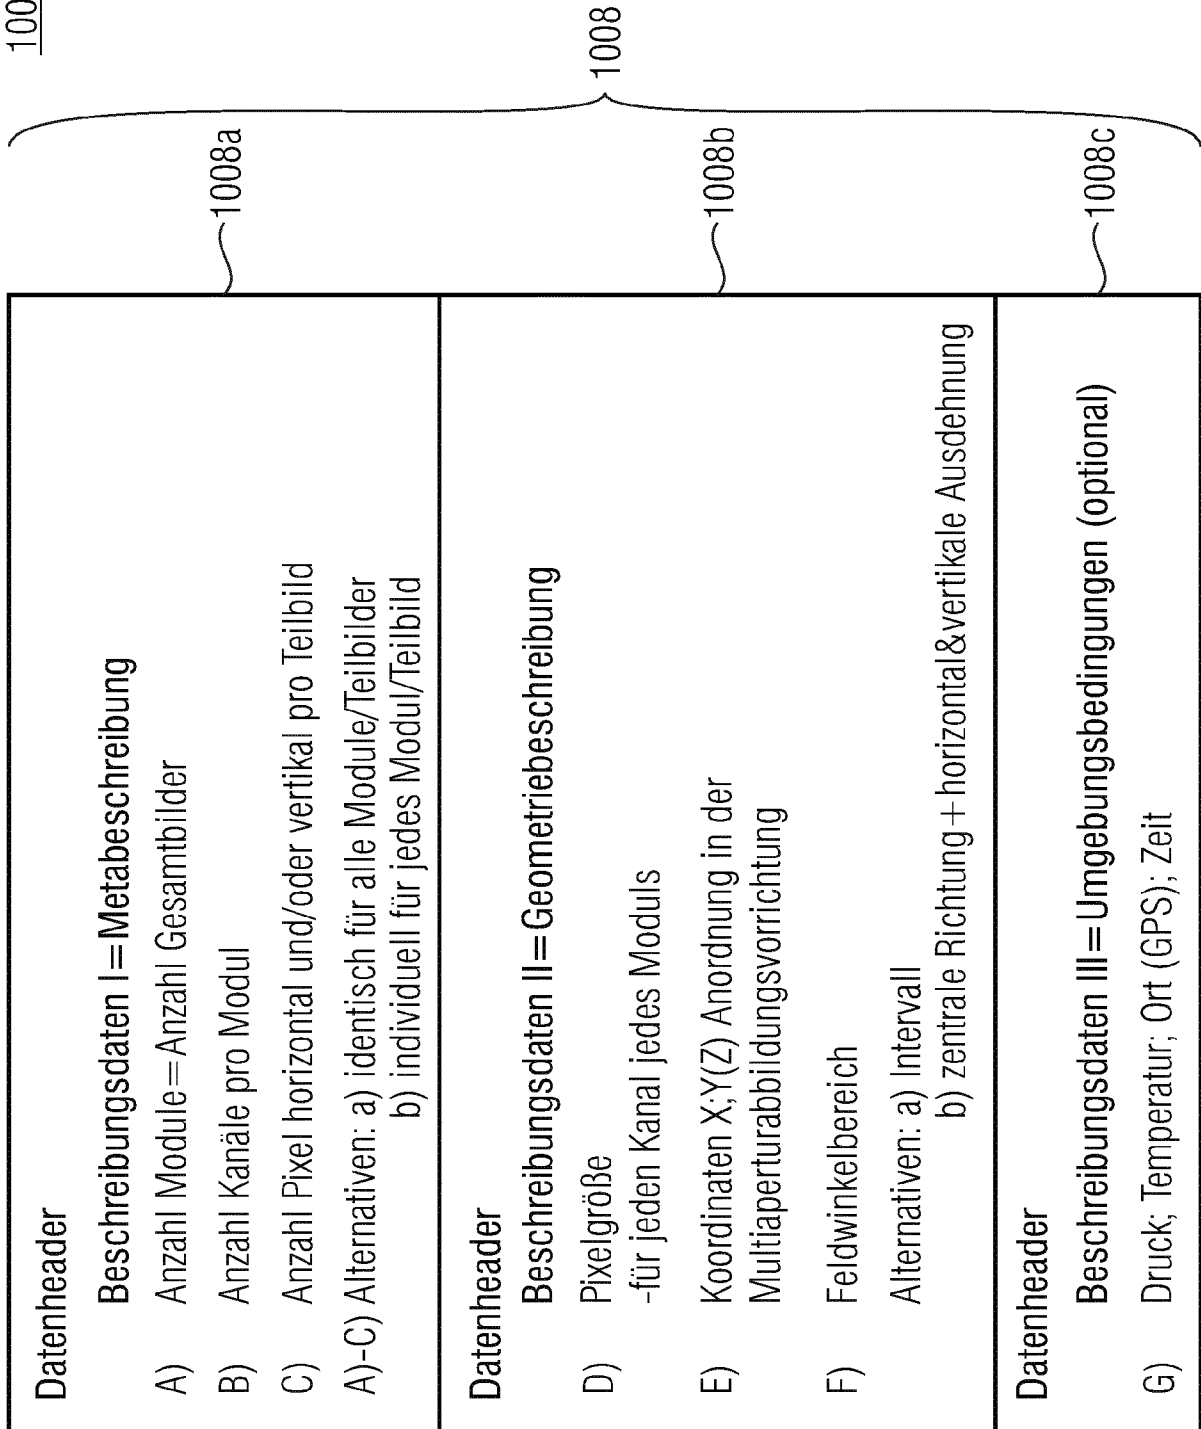 100
Datenheader
Beschreibungsdaten I=Metabeschreibung
A) Anzahl Module=Anzahl Gesamtbilder
B) Anzahl Kanäle pro Modul
C) Anzahl Pixel horizontal und/oder vertikal pro Teilbild
A)-C) Alternativen: a) identisch für alle Module/Teilbilder
b) individuell für jedes Modul/Teilbild
1008a
Datenheader
Beschreibungsdaten II=Geometriebeschreibung
D) Pixelgröße
-für jeden Kanal jedes Moduls
E) Koordinaten X;Y(Z) Anordnung in der
Multiaperturabbildungsvorrichtung
F) Feldwinkelbereich
Alternativen: a) Intervall
b) zentrale Richtung+horizontal&vertikale Ausdehnung
1008b
Datenheader
Beschreibungsdaten III=Umgebungsbedingungen (optional)
G) Druck; Temperatur; Ort (GPS); Zeit
1008c
1008